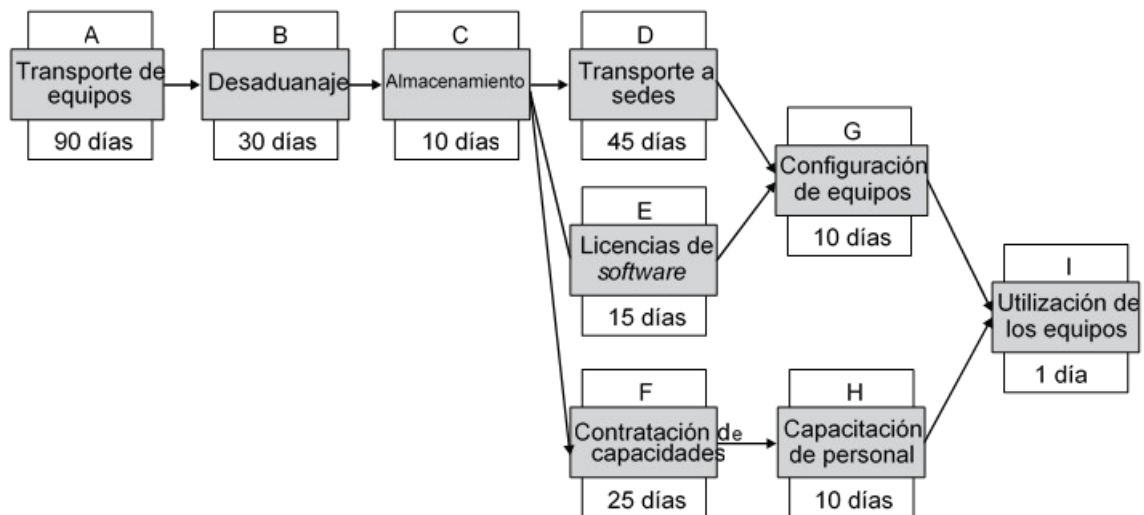 A
Transporte de
equipos
90 días
B
Desaduanaje
30 días
C
Almacenamiento
10 días
D
Transporte a
sedes
45 días
E
Licencias de
software
15 días
F
Contratación de
capacidades
25 días
G
Configuración
de equipos
10 días
H
Capacitación
de personal
10 días
I
Utilización de
los equipos
1 día